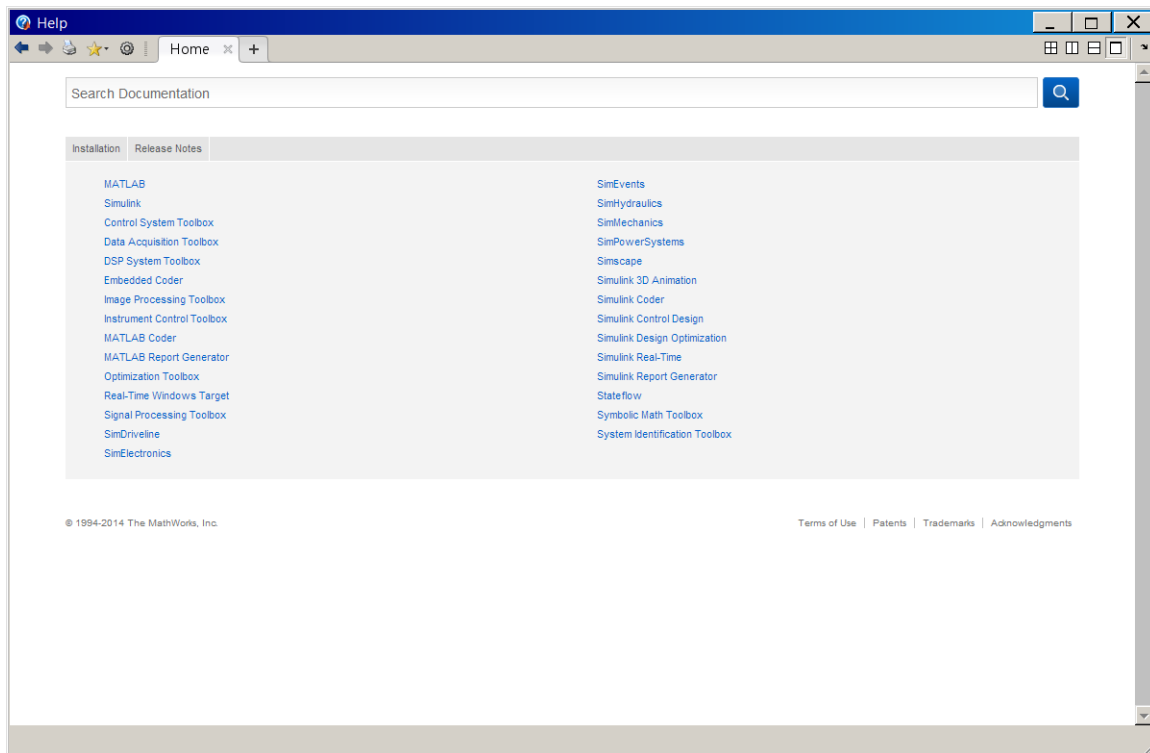 Help
Home
Search Documentation
Installation Release Notes
MATLAB
Simulink
Control System Toolbox
Data Acquisition Toolbox
DSP System Toolbox
Embedded Coder
Image Processing Toolbox
Instrument Control Toolbox
MATLAB Coder
MATLAB Report Generator
Optimization Toolbox
Real-Time Windows Target
Signal Processing Toolbox
SimDriveline
SimElectronics
SimEvents
SimHydraulics
SimMechanics
SimPowerSystems
Simscape
Simulink 3D Animation
Simulink Coder
Simulink Control Design
Simulink Design Optimization
Simulink Real-Time
Simulink Report Generator
Stateflow
Symbolic Math Toolbox
System Identification Toolbox
© 1994-2014 The MathWorks, Inc.
Terms of Use | Patents | Trademarks | Acknowledgments